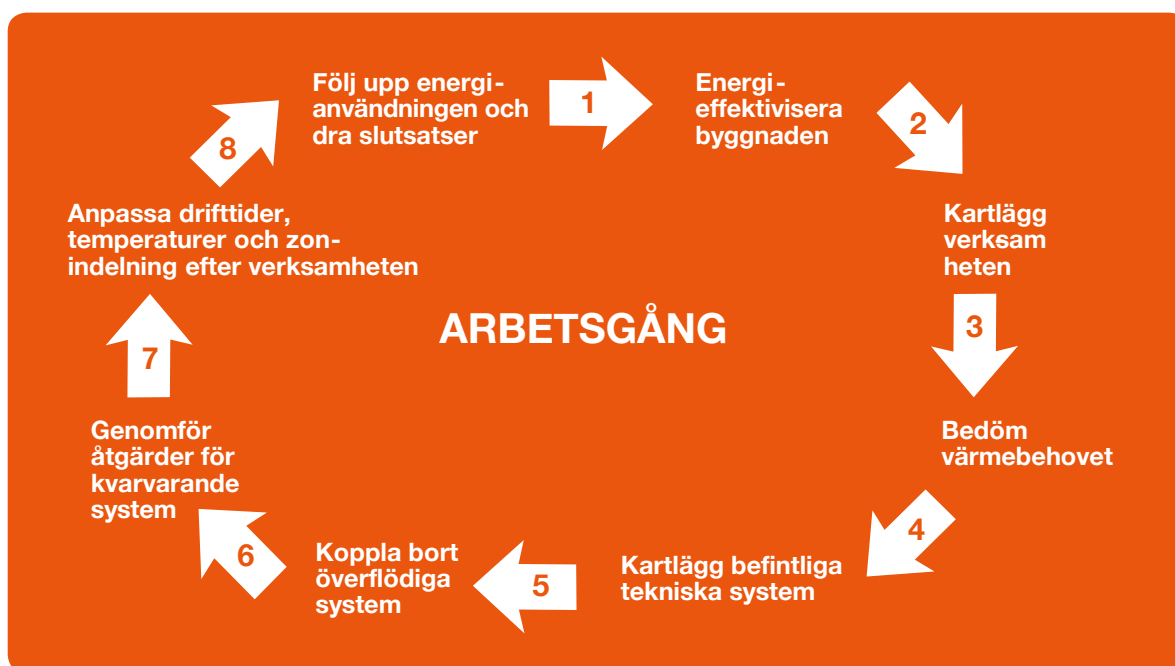 Följ upp energi-
användningen och
dra slutsatser
1
Energi-
effektivisera
byggnaden
2
Kartlägg
verksam
heten
3
Bedöm
värmebehovet
4
Kartlägg befintliga
tekniska system
5
Koppla bort
överflödiga
system
6
Genomför
åtgärder för
kvarvarande
system
7
Anpassa drifttider,
temperaturer och zon-
indelning efter verksamheten
8
ARBETSGÅNG